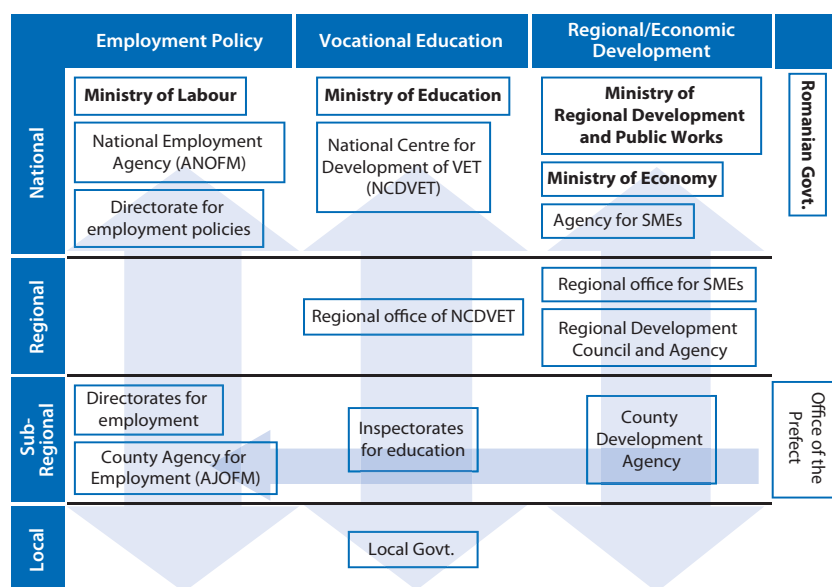 Employment Policy
Vocational Education
Regional/Economic
Development
National
Ministry of Labour
National Employment
Agency (ANOFM)
Directorate for
employment policies
Ministry of Education
National Centre for
Development of VET
(NCDVET)
Ministry of
Regional Development
and Public Works
Ministry of Economy
Agency for SMEs
Romanian Govt.
Regional
Regional office of NCDVET
Regional office for SMEs
Regional Development
Council and Agency
Sub-
Regional
Directorates for
employment
County Agency for
Employment (AJOFM)
Inspectorates
for education
County
Development
Agency
Office of the
Prefect
Local
Local Govt.